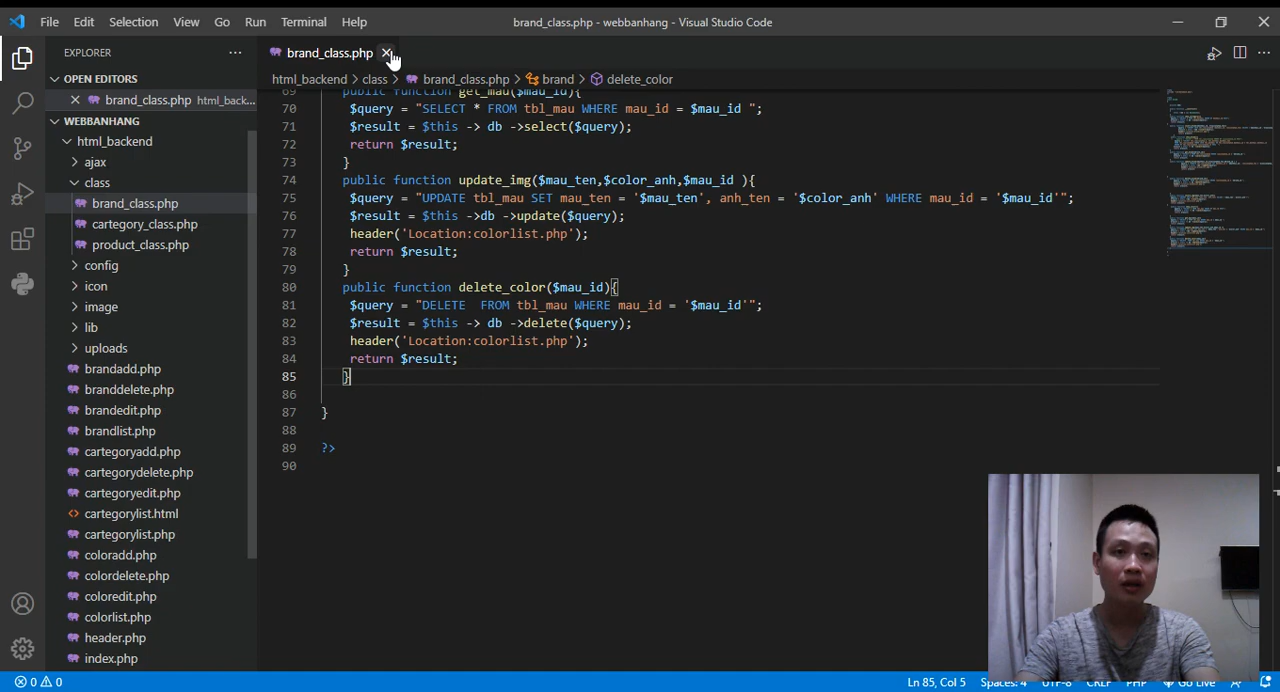 File Edit Selection View Go Run Terminal Help
brand_class.php - webbanhang - Visual Studio Code
EXPLORER
OPEN EDITORS
brand_class.php html_back...
WEBBANHANG
html_backend
ajax
class
brand_class.php
cartegory_class.php
product_class.php
config
icon
image
lib
uploads
brandadd.php
branddelete.php
brandedit.php
brandlist.php
cartegoryadd.php
cartegorydelete.php
cartegoryedit.php
cartegorylist.html
cartegorylist.php
coloradd.php
colordelete.php
coloredit.php
colorlist.php
header.php
index.php
brand_class.php
html_backend > class > brand_class.php > brand > delete_color
69 public function get_mau($mau_id){
70 $query = "SELECT * FROM tbl_mau WHERE mau_id = $mau_id ";
71 $result = $this -> db ->select($query);
72 return $result;
73 }
74 public function update_img($mau_ten,$color_anh,$mau_id ){
75 $query = "UPDATE tbl_mau SET mau_ten = '$mau_ten', anh_ten = '$color_anh' WHERE mau_id = '$mau_id'";
76 $result = $this ->db ->update($query);
77 header('Location:colorlist.php');
78 return $result;
79 }
80 public function delete_color($mau_id){
81 $query = "DELETE  FROM tbl_mau WHERE mau_id = '$mau_id'";
82 $result = $this -> db ->delete($query);
83 header('Location:colorlist.php');
84 return $result;
85 }
86
87 }
88
89 ?>
90
0 0
Ln 85, Col 5 Spaces: 4 UTF-8 CRLF PHP Go Live